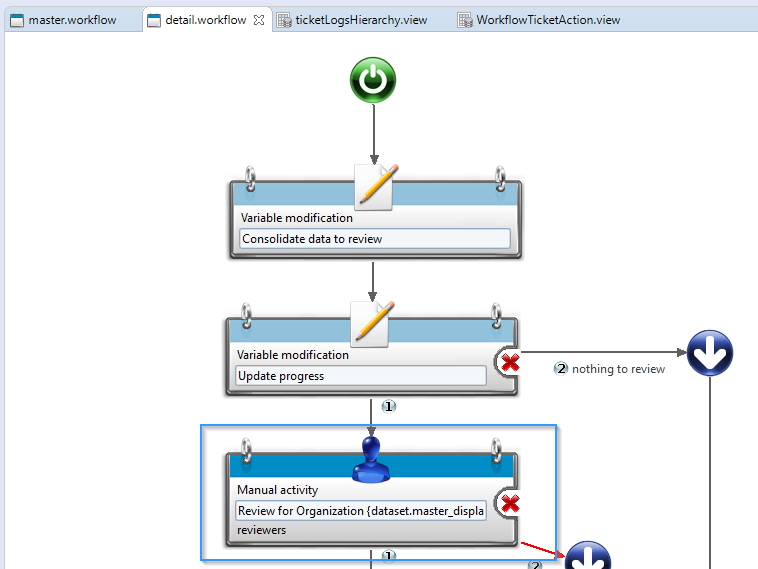 master.workflow
detail.workflow
ticketLogsHierarchy.view
WorkflowTicketAction.view
Variable modification
Consolidate data to review
Variable modification
Update progress
2 nothing to review
1
Manual activity
Review for Organization {dataset.master_displa
reviewers
1
2